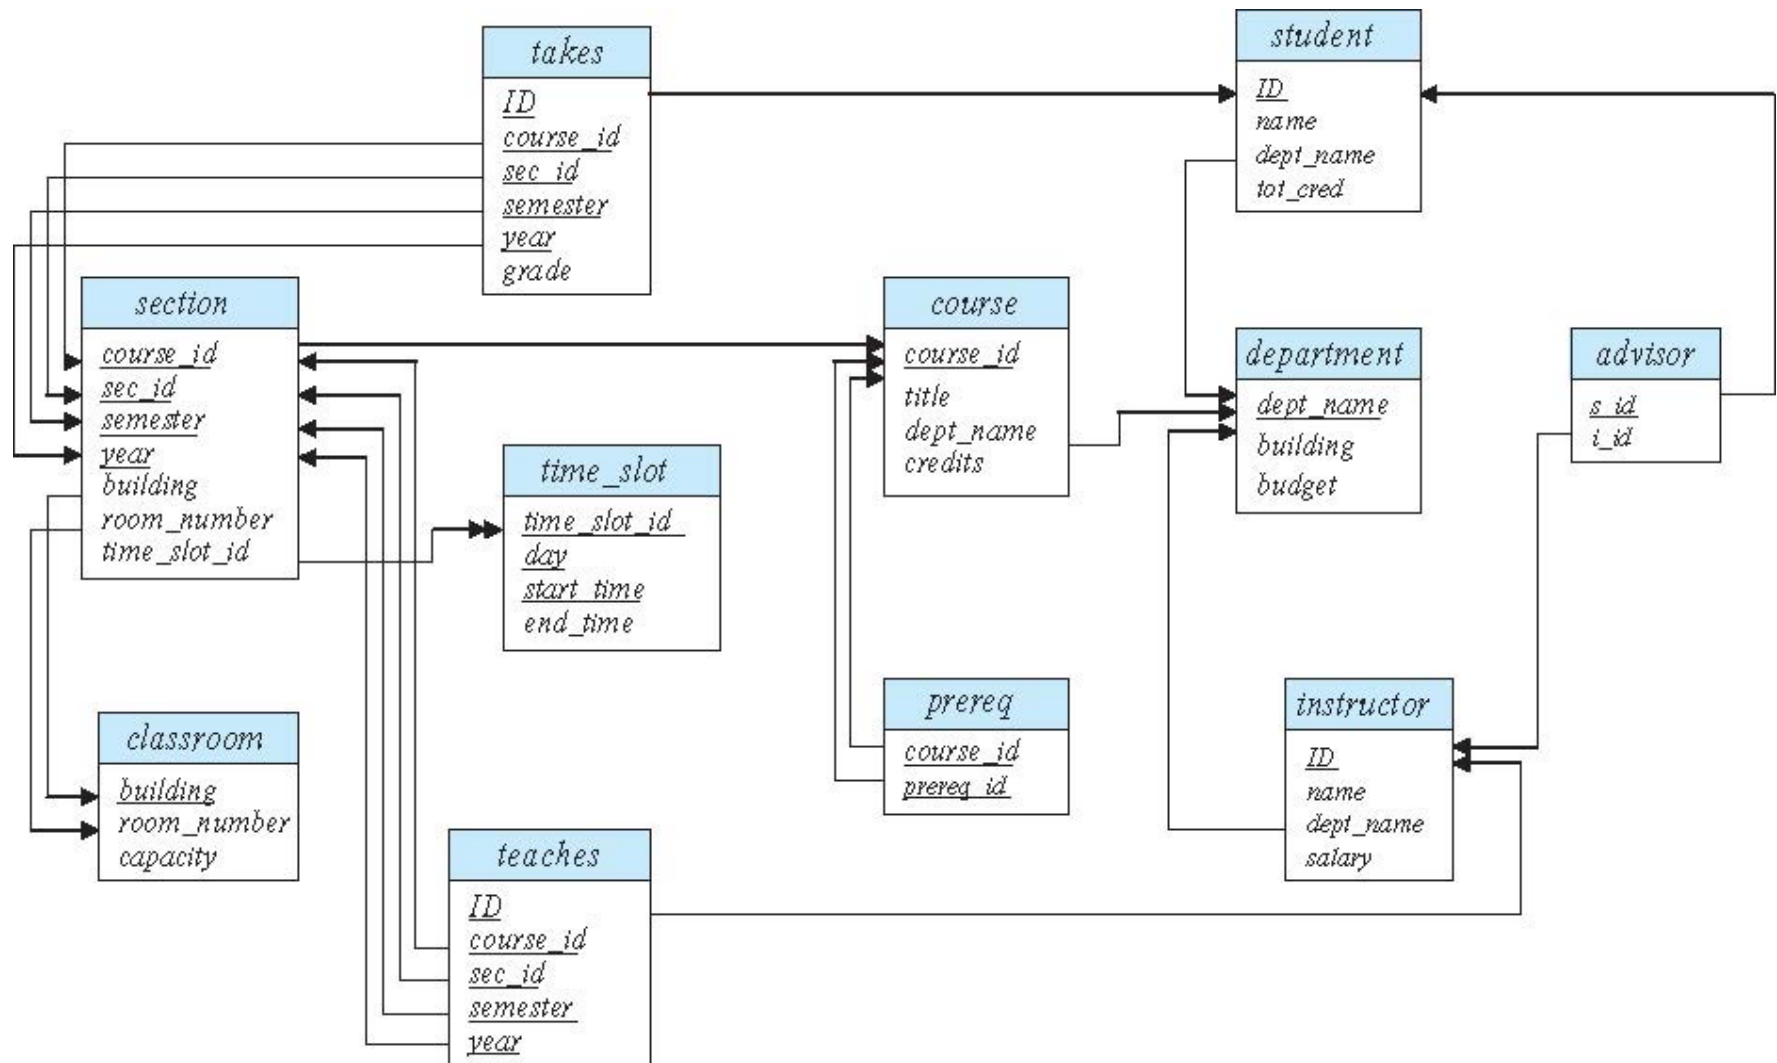 takes
ID
course_id
sec_id
semester
year
grade
student
ID
name
dept_name
tot_cred
section
course_id
sec_id
semester
year
building
room_number
time_slot_id
course
course_id
title
dept_name
credits
department
dept_name
building
budget
advisor
s_id
i_id
time_slot
time_slot_id
day
start_time
end_time
prereq
course_id
prereq_id
instructor
ID
name
dept_name
salary
classroom
building
room_number
capacity
teaches
ID
course_id
sec_id
semester
year